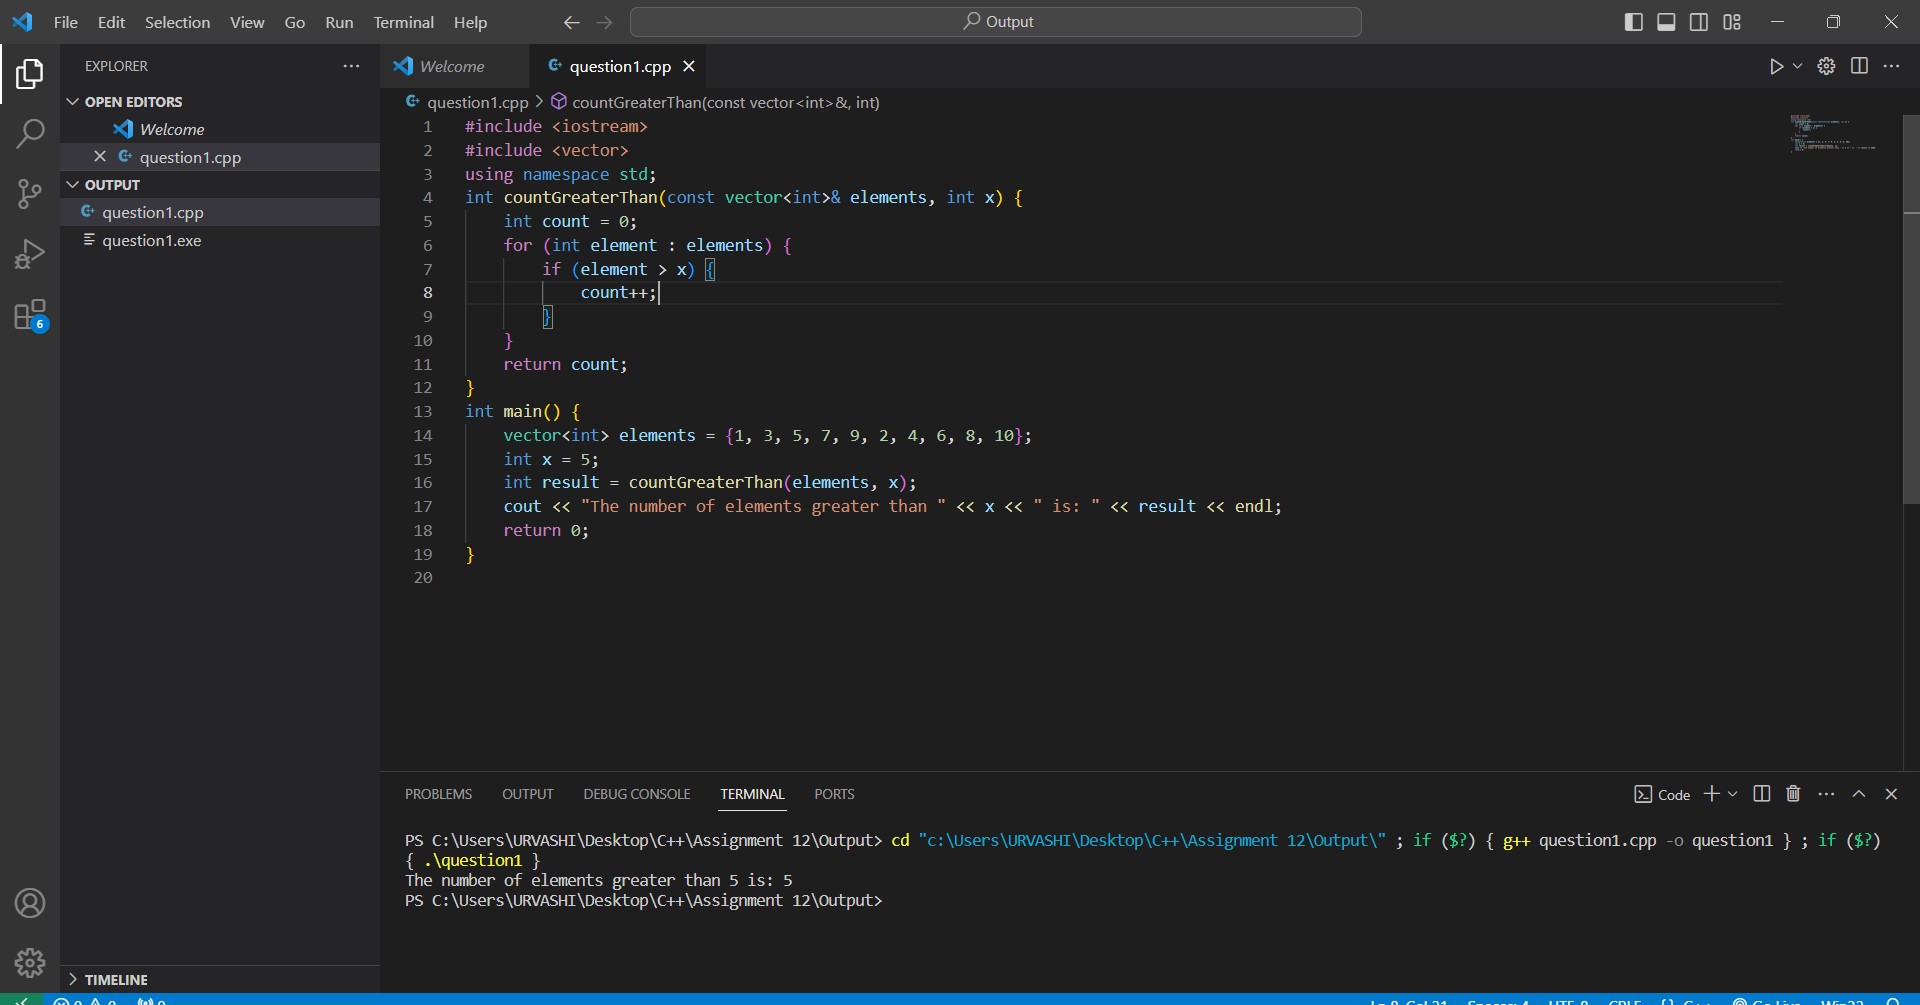 File Edit Selection View Go Run Terminal Help
Output
EXPLORER
OPEN EDITORS
Welcome
question1.cpp
OUTPUT
question1.cpp
question1.exe
6
TIMELINE
Welcome
question1.cpp
question1.cpp > countGreaterThan(const vector<int>&, int)
1 #include <iostream>
2 #include <vector>
3 using namespace std;
4 int countGreaterThan(const vector<int>& elements, int x) {
5 int count = 0;
6 for (int element : elements) {
7 if (element > x) {
8 count++;
9 }
10 }
11 return count;
12 }
13 int main() {
14 vector<int> elements = {1, 3, 5, 7, 9, 2, 4, 6, 8, 10};
15 int x = 5;
16 int result = countGreaterThan(elements, x);
17 cout << "The number of elements greater than " << x << " is: " << result << endl;
18 return 0;
19 }
20
PROBLEMS OUTPUT DEBUG CONSOLE TERMINAL PORTS
Code
PS C:\Users\URVASHI\Desktop\C++\Assignment 12\Output> cd "c:\Users\URVASHI\Desktop\C++\Assignment 12\Output\" ; if ($?) { g++ question1.cpp -o question1 } ; if ($?)
{ .\question1 }
The number of elements greater than 5 is: 5
PS C:\Users\URVASHI\Desktop\C++\Assignment 12\Output>